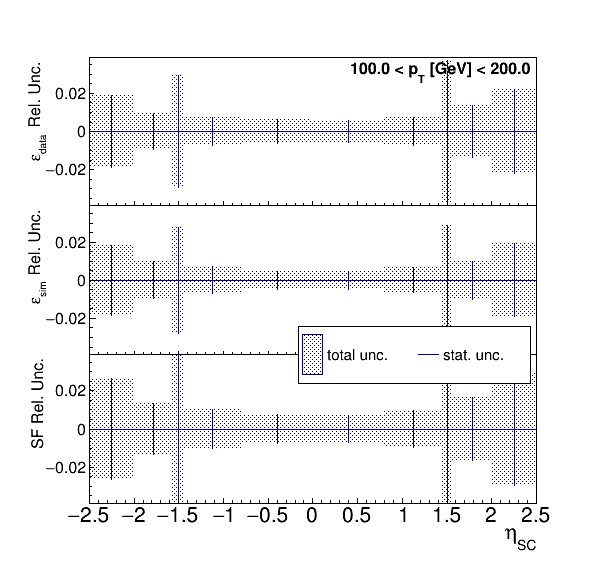 100.0 < p_T [GeV] < 200.0
ε_data Rel. Unc.
0.02
0
−0.02
ε_sim Rel. Unc.
0.02
0
−0.02
total unc. stat. unc.
SF Rel. Unc.
0.02
0
−0.02
−2.5 −2 −1.5 −1 −0.5 0 0.5 1 1.5 2 2.5
η_SC